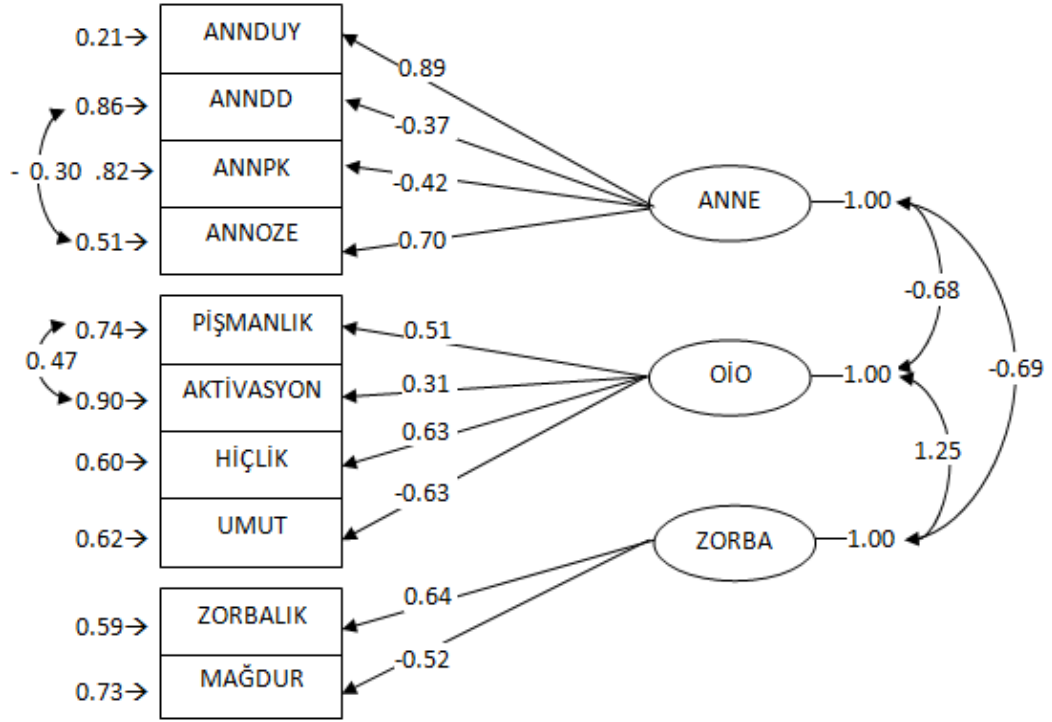 0.21→ ANNDUY
0.89
0.86→ ANNDD
-0.37
- 0.30 .82→ ANNPK
-0.42
ANNE 1.00
0.51→ ANNOZE
0.70
-0.68
0.74→ PİŞMANLIK
0.51
0.47
OİO 1.00
-0.69
0.90→ AKTİVASYON
0.31
0.60→ HİÇLİK
0.63
1.25
-0.63
0.62→ UMUT
ZORBA 1.00
0.59→ ZORBALIK
0.64
-0.52
0.73→ MAĞDUR